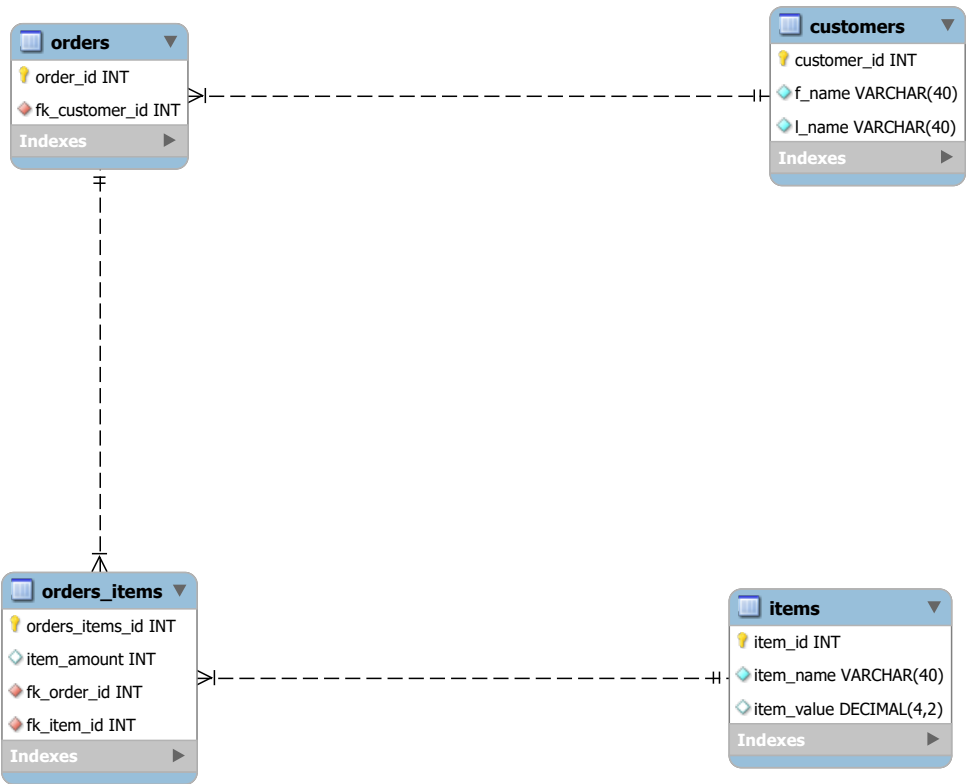 orders
order_id INT
fk_customer_id INT
Indexes
customers
customer_id INT
f_name VARCHAR(40)
l_name VARCHAR(40)
Indexes
orders_items
orders_items_id INT
item_amount INT
fk_order_id INT
fk_item_id INT
Indexes
items
item_id INT
item_name VARCHAR(40)
item_value DECIMAL(4,2)
Indexes